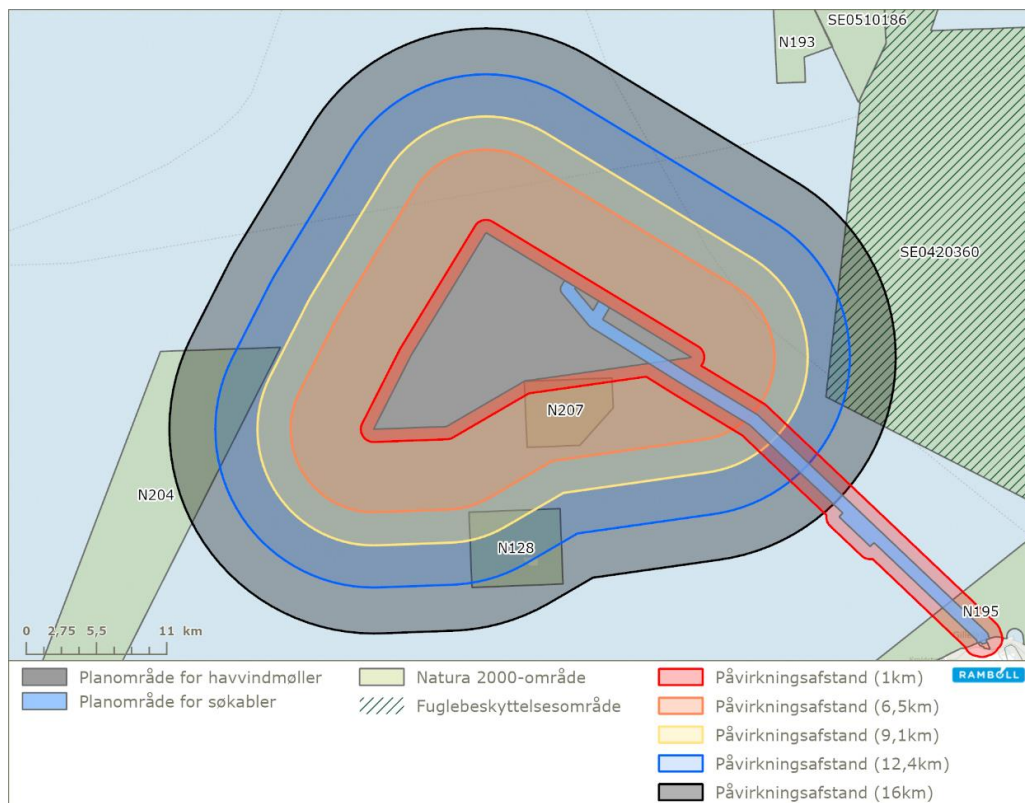 SE0510186
N193
SE0420360
N207
N204
N128
N195
0 2,75 5,5 11 km
Planområde for havvindmøller
Planområde for søkabler
Natura 2000-område
Fuglebeskyttelsesområde
Påvirkningsafstand (1km)
Påvirkningsafstand (6,5km)
Påvirkningsafstand (9,1km)
Påvirkningsafstand (12,4km)
Påvirkningsafstand (16km)
RAMBOLL